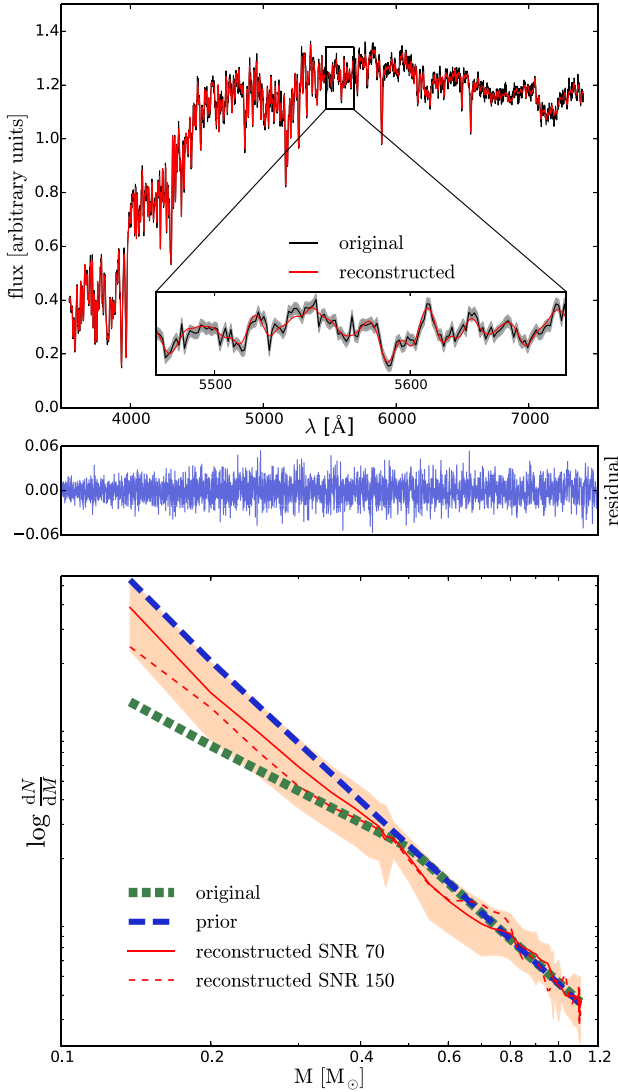 1.4
1.2
1.0
0.8
0.6
0.4
0.2
0.0
flux [arbitrary units]
original
reconstructed
5500 5600
4000 5000 6000 7000
λ [Å]
0.06
0.00
−0.06
residual
log dN/dM
original
prior
reconstructed SNR 70
reconstructed SNR 150
0.1 0.2 0.4 0.6 0.8 1.0 1.2
M [M⊙]